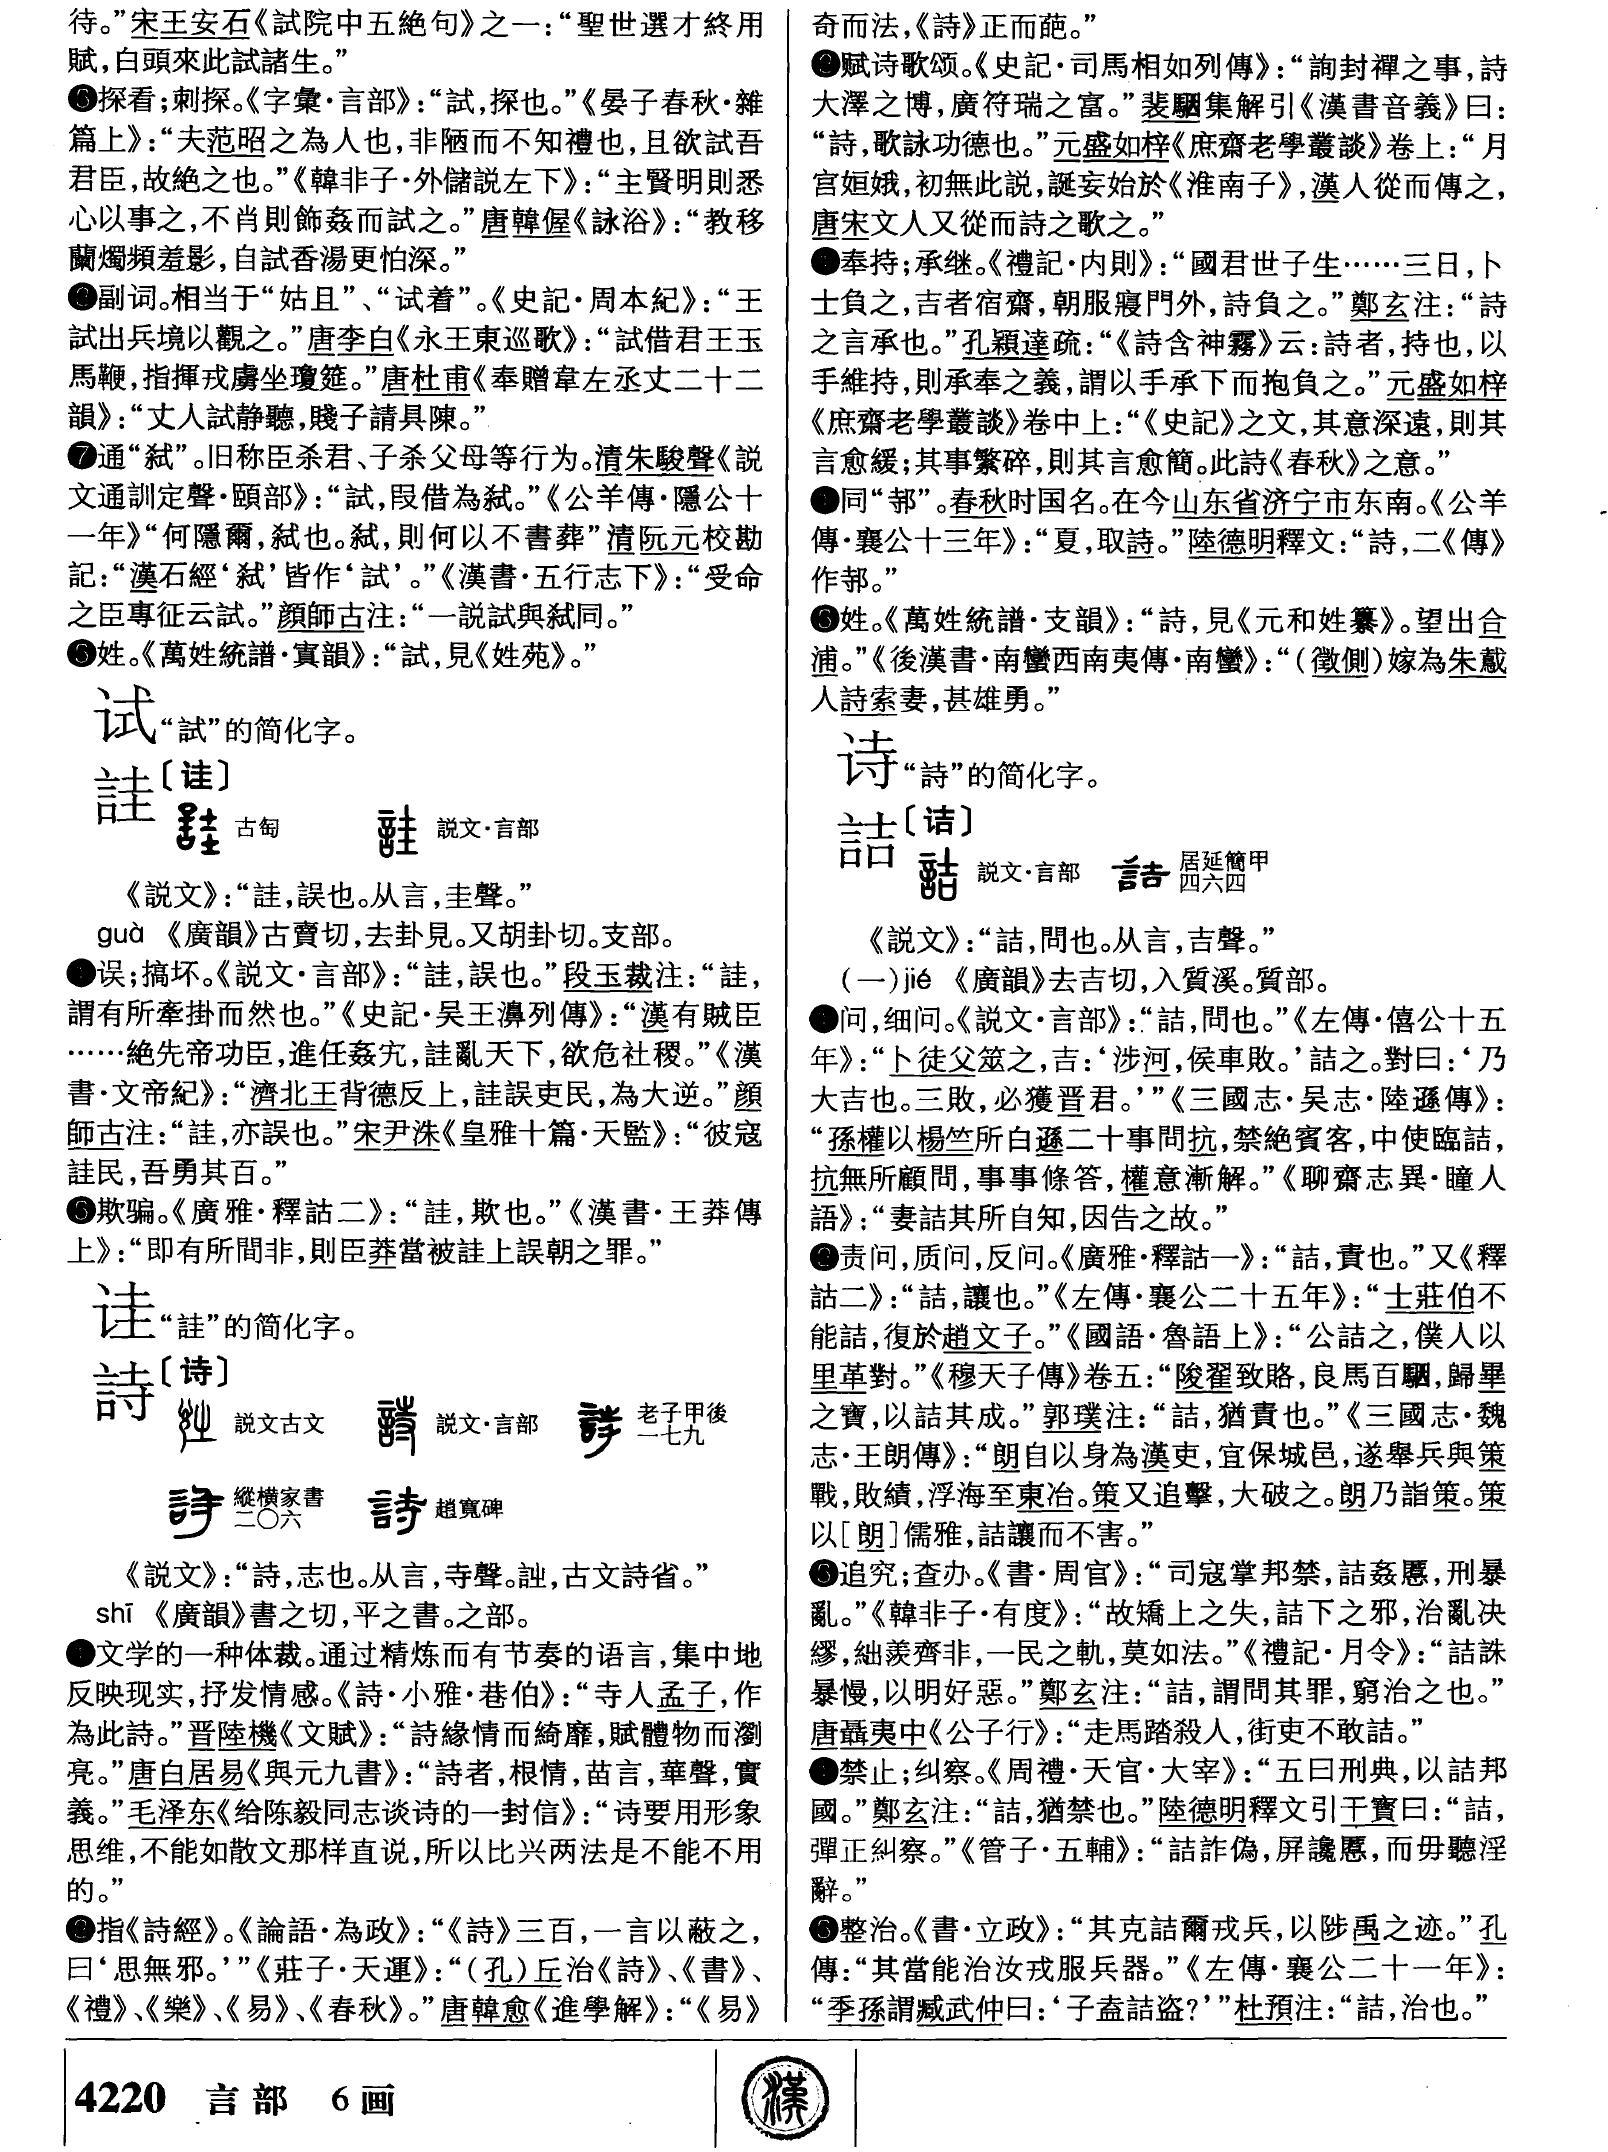 待。”宋王安石《試院中五絶句》之一：“聖世選才終用
賦，白頭來此試諸生。”
❺探看；刺探。《字彙·言部》：“試，探也。”《晏子春秋·雜
篇上》：“夫范昭之為人也，非陋而不知禮也，且欲試吾
君臣，故絶之也。”《韓非子·外儲説左下》：“主賢明則悉
心以事之，不肖則飾姦而試之。”唐韓偓《詠浴》：“教移
蘭燭頻羞影，自試香湯更怕深。”
❻副词。相当于“姑且”、“试着”。《史記·周本紀》：“王
試出兵境以觀之。”唐李白《永王東巡歌》：“試借君王玉
馬鞭，指揮戎虜坐瓊筵。”唐杜甫《奉贈韋左丞丈二十二
韻》：“丈人試静聽，賤子請具陳。”
❼通“弑”。旧称臣杀君、子杀父母等行为。清朱駿聲《説
文通訓定聲·頤部》：“試，叚借為弑。”《公羊傳·隱公十
一年》“何隱爾，弑也。弑，則何以不書葬”清阮元校勘
記：“漢石經‘弑’皆作‘試’。”《漢書·五行志下》：“受命
之臣專征云試。”顔師古注：“一説試與弑同。”
❽姓。《萬姓統譜·寘韻》：“試，見《姓苑》。”
试“試”的简化字。
詿〔诖〕
古匋 説文·言部
《説文》：“詿，誤也。从言，圭聲。”
guà 《廣韻》古賣切，去卦見。又胡卦切。支部。
❶误；搞坏。《説文·言部》：“詿，誤也。”段玉裁注：“詿，
謂有所牽掛而然也。”《史記·吴王濞列傳》：“漢有賊臣
……絶先帝功臣，進任姦宄，詿亂天下，欲危社稷。”《漢
書·文帝紀》：“濟北王背德反上，詿誤吏民，為大逆。”顔
師古注：“詿，亦誤也。”宋尹洙《皇雅十篇·天監》：“彼寇
詿民，吾勇其百。”
❷欺骗。《廣雅·釋詁二》：“詿，欺也。”《漢書·王莽傳
上》：“即有所間非，則臣莽當被詿上誤朝之罪。”
诖“詿”的简化字。
詩〔诗〕
説文古文 説文·言部 老子甲後一七九
縱横家書二〇六 趙寬碑
《説文》：“詩，志也。从言，寺聲。𧥳，古文詩省。”
shī 《廣韻》書之切，平之書。之部。
❶文学的一种体裁。通过精炼而有节奏的语言，集中地
反映现实，抒发情感。《詩·小雅·巷伯》：“寺人孟子，作
為此詩。”晋陸機《文賦》：“詩緣情而綺靡，賦體物而瀏
亮。”唐白居易《與元九書》：“詩者，根情，苗言，華聲，實
義。”毛泽东《给陈毅同志谈诗的一封信》：“诗要用形象
思维，不能如散文那样直说，所以比兴两法是不能不用
的。”
❷指《詩經》。《論語·為政》：“《詩》三百，一言以蔽之，
曰‘思無邪。’”《莊子·天運》：“（孔）丘治《詩》、《書》、
《禮》、《樂》、《易》、《春秋》。”唐韓愈《進學解》：“《易》
奇而法，《詩》正而葩。”
❸赋诗歌颂。《史記·司馬相如列傳》：“詢封禪之事，詩
大澤之博，廣符瑞之富。”裴駰集解引《漢書音義》曰：
“詩，歌詠功德也。”元盛如梓《庶齋老學叢談》卷上：“月
宫姮娥，初無此説，誕妄始於《淮南子》，漢人從而傳之，
唐宋文人又從而詩之歌之。”
❹奉持；承继。《禮記·内則》：“國君世子生……三日，卜
士負之，吉者宿齋，朝服寢門外，詩負之。”鄭玄注：“詩
之言承也。”孔穎達疏：“《詩含神霧》云：詩者，持也，以
手維持，則承奉之義，謂以手承下而抱負之。”元盛如梓
《庶齋老學叢談》卷中上：“《史記》之文，其意深遠，則其
言愈緩；其事繁碎，則其言愈簡。此詩《春秋》之意。”
❺同“邿”。春秋时国名。在今山东省济宁市东南。《公羊
傳·襄公十三年》：“夏，取詩。”陸德明釋文：“詩，二《傳》
作邿。”
❻姓。《萬姓統譜·支韻》：“詩，見《元和姓纂》。望出合
浦。”《後漢書·南蠻西南夷傳·南蠻》：“（徵側）嫁為朱䳒
人詩索妻，甚雄勇。”
诗“詩”的简化字。
詰〔诘〕
説文·言部 居延簡甲四六四
《説文》：“詰，問也。从言，吉聲。”
（一）jié 《廣韻》去吉切，入質溪。質部。
❶问，细问。《説文·言部》：“詰，問也。”《左傳·僖公十五
年》：“卜徒父筮之，吉：‘涉河，侯車敗。’詰之。對曰：‘乃
大吉也。三敗，必獲晋君。’”《三國志·吴志·陸遜傳》：
“孫權以楊竺所白遜二十事問抗，禁絶賓客，中使臨詰，
抗無所顧問，事事條答，權意漸解。”《聊齋志異·瞳人
語》：“妻詰其所自知，因告之故。”
❷责问，质问，反问。《廣雅·釋詁一》：“詰，責也。”又《釋
詁二》：“詰，讓也。”《左傳·襄公二十五年》：“士莊伯不
能詰，復於趙文子。”《國語·魯語上》：“公詰之，僕人以
里革對。”《穆天子傳》卷五：“陖翟致賂，良馬百駟，歸畢
之寶，以詰其成。”郭璞注：“詰，猶責也。”《三國志·魏
志·王朗傳》：“朗自以身為漢吏，宜保城邑，遂舉兵與策
戰，敗績，浮海至東冶。策又追擊，大破之。朗乃詣策。策
以［朗］儒雅，詰讓而不害。”
❸追究；查办。《書·周官》：“司寇掌邦禁，詰姦慝，刑暴
亂。”《韓非子·有度》：“故矯上之失，詰下之邪，治亂决
繆，絀羨齊非，一民之軌，莫如法。”《禮記·月令》：“詰誅
暴慢，以明好惡。”鄭玄注：“詰，謂問其罪，窮治之也。”
唐聶夷中《公子行》：“走馬踏殺人，街吏不敢詰。”
❹禁止；纠察。《周禮·天官·大宰》：“五曰刑典，以詰邦
國。”鄭玄注：“詰，猶禁也。”陸德明釋文引干寶曰：“詰，
彈正糾察。”《管子·五輔》：“詰詐偽，屏讒慝，而毋聽淫
辭。”
❺整治。《書·立政》：“其克詰爾戎兵，以陟禹之迹。”孔
傳：“其當能治汝戎服兵器。”《左傳·襄公二十一年》：
“季孫謂臧武仲曰：‘子盍詰盗？’”杜預注：“詰，治也。”
4220 言部 6画
漢